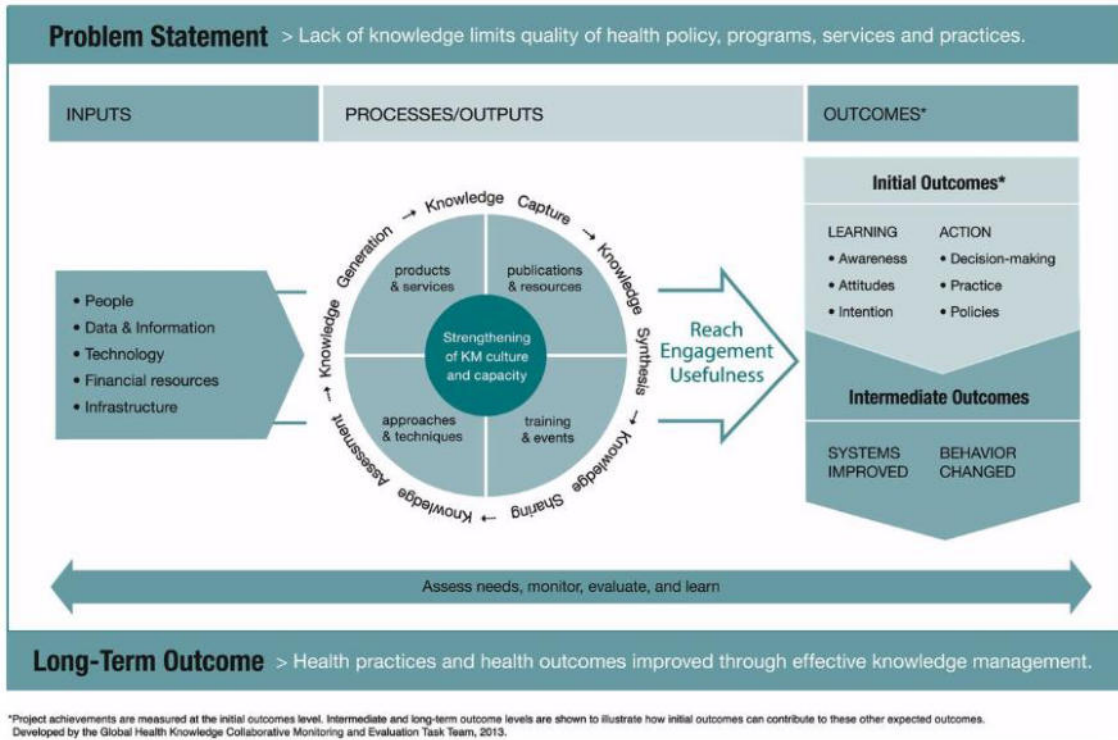 Problem Statement > Lack of knowledge limits quality of health policy, programs, services and practices.
INPUTS
PROCESSES/OUTPUTS
OUTCOMES*
• People
• Data & Information
• Technology
• Financial resources
• Infrastructure
Knowledge Generation → Knowledge Capture → Knowledge Synthesis → Knowledge Sharing → Knowledge Assessment →
products
& services
publications
& resources
Strengthening
of KM culture
and capacity
approaches
& techniques
training
& events
Reach
Engagement
Usefulness
Initial Outcomes*
LEARNING
• Awareness
• Attitudes
• Intention
ACTION
• Decision-making
• Practice
• Policies
Intermediate Outcomes
SYSTEMS
IMPROVED
BEHAVIOR
CHANGED
Assess needs, monitor, evaluate, and learn
Long-Term Outcome > Health practices and health outcomes improved through effective knowledge management.
*Project achievements are measured at the initial outcomes level. Intermediate and long-term outcome levels are shown to illustrate how initial outcomes can contribute to these other expected outcomes.
Developed by the Global Health Knowledge Collaborative Monitoring and Evaluation Task Team, 2013.